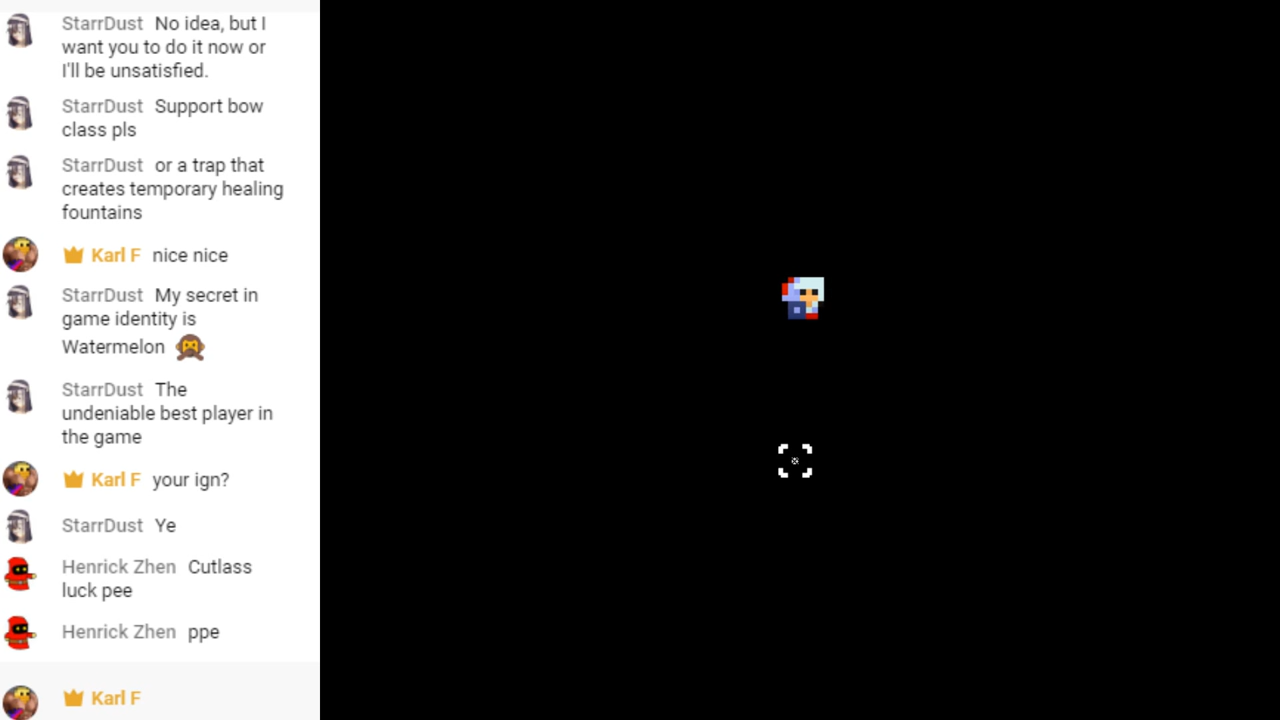 StarrDust No idea, but I
want you to do it now or
I'll be unsatisfied.
StarrDust Support bow
class pls
StarrDust or a trap that
creates temporary healing
fountains
Karl F nice nice
StarrDust My secret in
game identity is
Watermelon
StarrDust The
undeniable best player in
the game
Karl F your ign?
StarrDust Ye
Henrick Zhen Cutlass
luck pee
Henrick Zhen ppe
Karl F